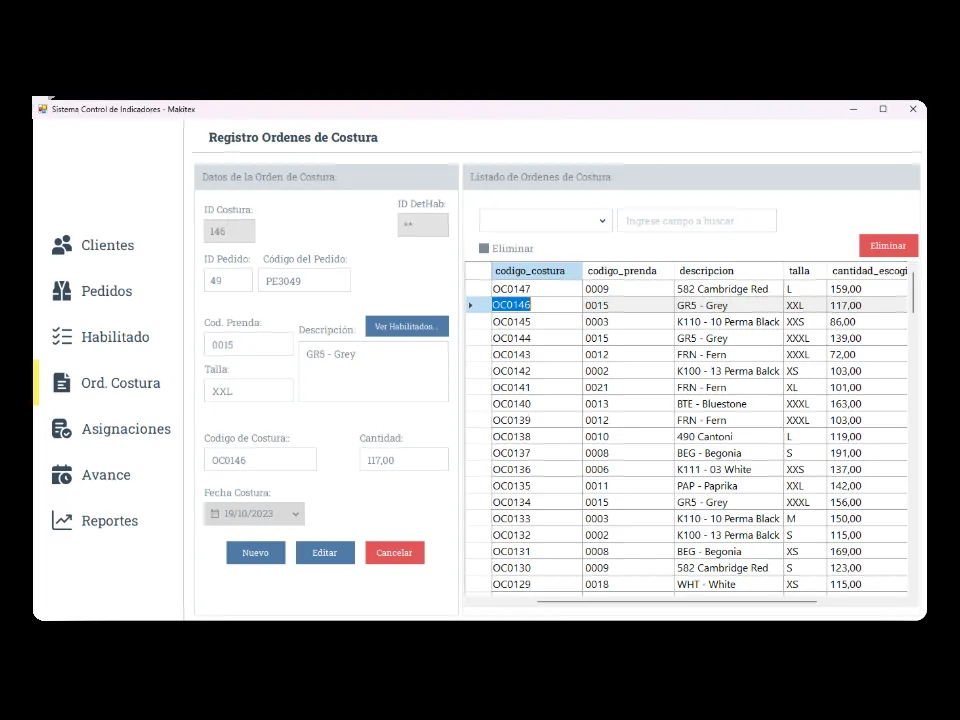 Sistema Control de Indicadores - Makitex
Registro Ordenes de Costura
Clientes
Pedidos
Habilitado
Ord. Costura
Asignaciones
Avance
Reportes
Datos de la Orden de Costura:
ID Costura:
ID DetHab:
146
**
ID Pedido:
Código del Pedido:
49
PE3049
Cod. Prenda:
Descripción:
Ver Habilitados...
0015
GR5 - Grey
Talla:
XXL
Codigo de Costura::
Cantidad:
OC0146
117,00
Fecha Costura:
19/10/2023
Nuevo
Editar
Cancelar
Listado de Ordenes de Costura
Ingrese campo a buscar
Eliminar
Eliminar
codigo_costura codigo_prenda descripcion talla cantidad_escogi
OC0147 0009 582 Cambridge Red L 159,00
OC0146 0015 GR5 - Grey XXL 117,00
OC0145 0003 K110 - 10 Perma Black XXS 86,00
OC0144 0015 GR5 - Grey XXXL 139,00
OC0143 0012 FRN - Fern XXXL 72,00
OC0142 0002 K100 - 13 Perma Balck XS 103,00
OC0141 0021 FRN - Fern XL 101,00
OC0140 0013 BTE - Bluestone XXXL 163,00
OC0139 0012 FRN - Fern XXXL 103,00
OC0138 0010 490 Cantoni L 119,00
OC0137 0008 BEG - Begonia S 191,00
OC0136 0006 K111 - 03 White XXS 137,00
OC0135 0011 PAP - Paprika XXL 142,00
OC0134 0015 GR5 - Grey XXXL 156,00
OC0133 0003 K110 - 10 Perma Black M 150,00
OC0132 0002 K100 - 13 Perma Balck S 115,00
OC0131 0008 BEG - Begonia XS 169,00
OC0130 0009 582 Cambridge Red S 123,00
OC0129 0018 WHT - White XS 115,00